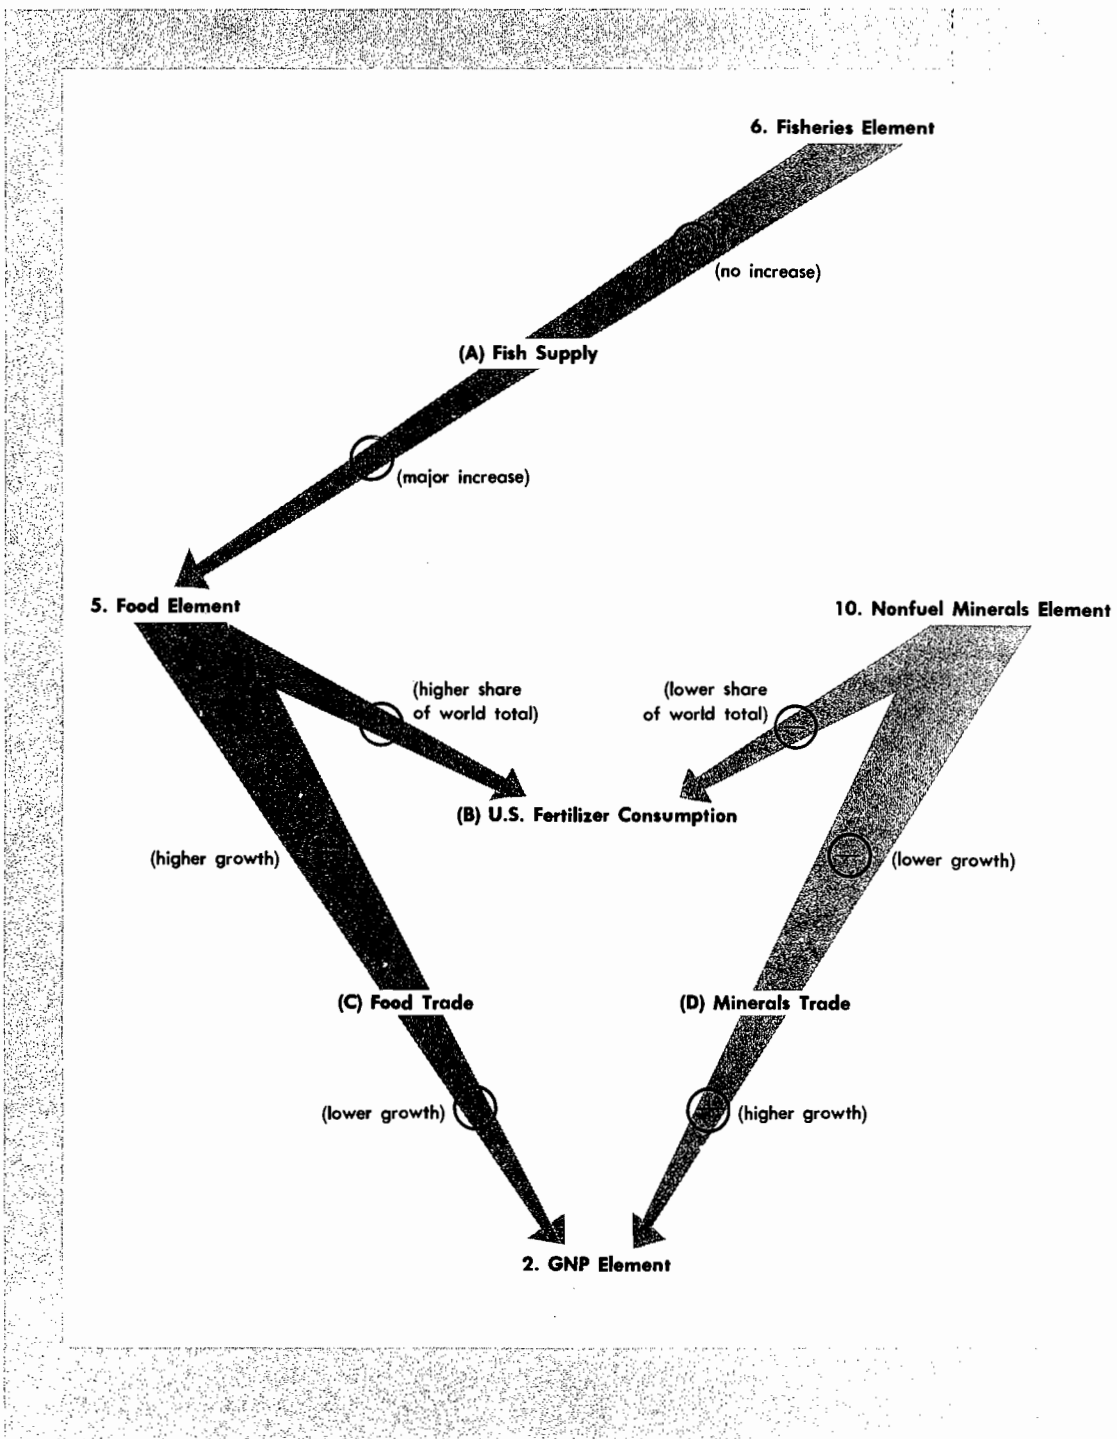 6. Fisheries Element
(no increase)
(A) Fish Supply
(major increase)
5. Food Element
10. Nonfuel Minerals Element
(higher share
of world total)
(lower share
of world total)
(B) U.S. Fertilizer Consumption
(higher growth)
(lower growth)
(C) Food Trade
(D) Minerals Trade
(lower growth)
(higher growth)
2. GNP Element